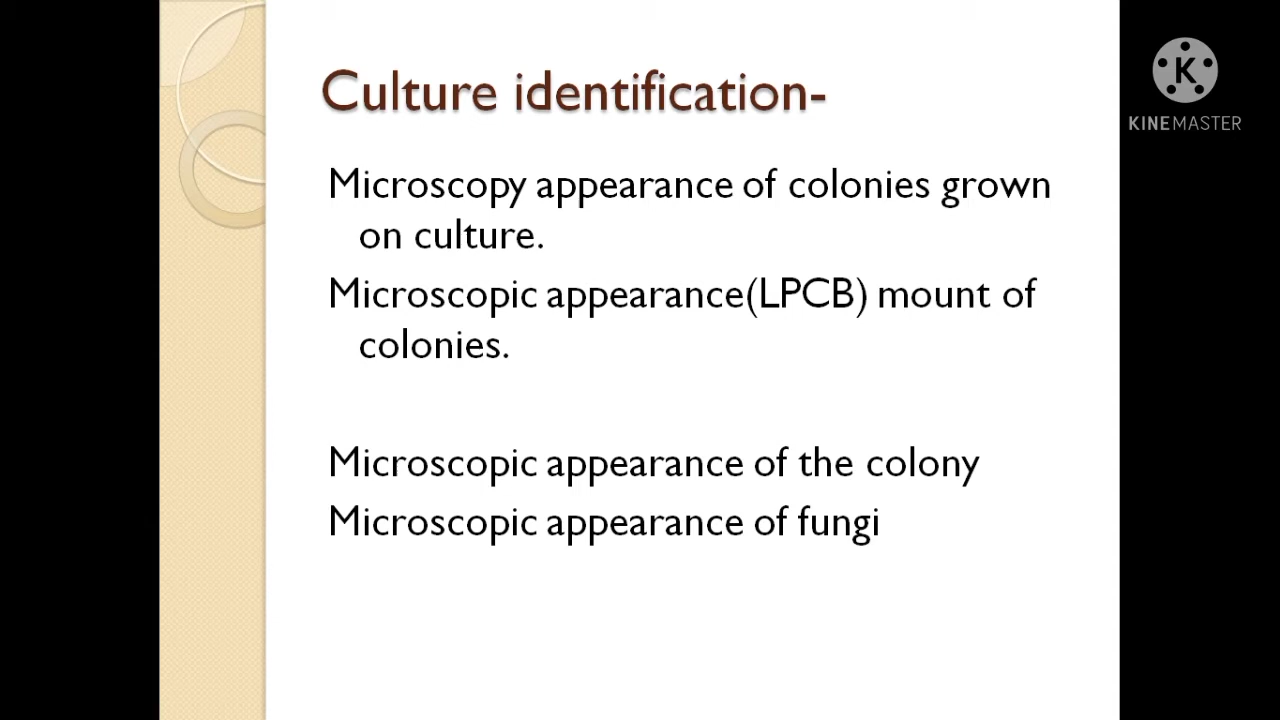 Culture identification-
K
KINEMASTER
Microscopy appearance of colonies grown
on culture.
Microscopic appearance(LPCB) mount of
colonies.
Microscopic appearance of the colony
Microscopic appearance of fungi